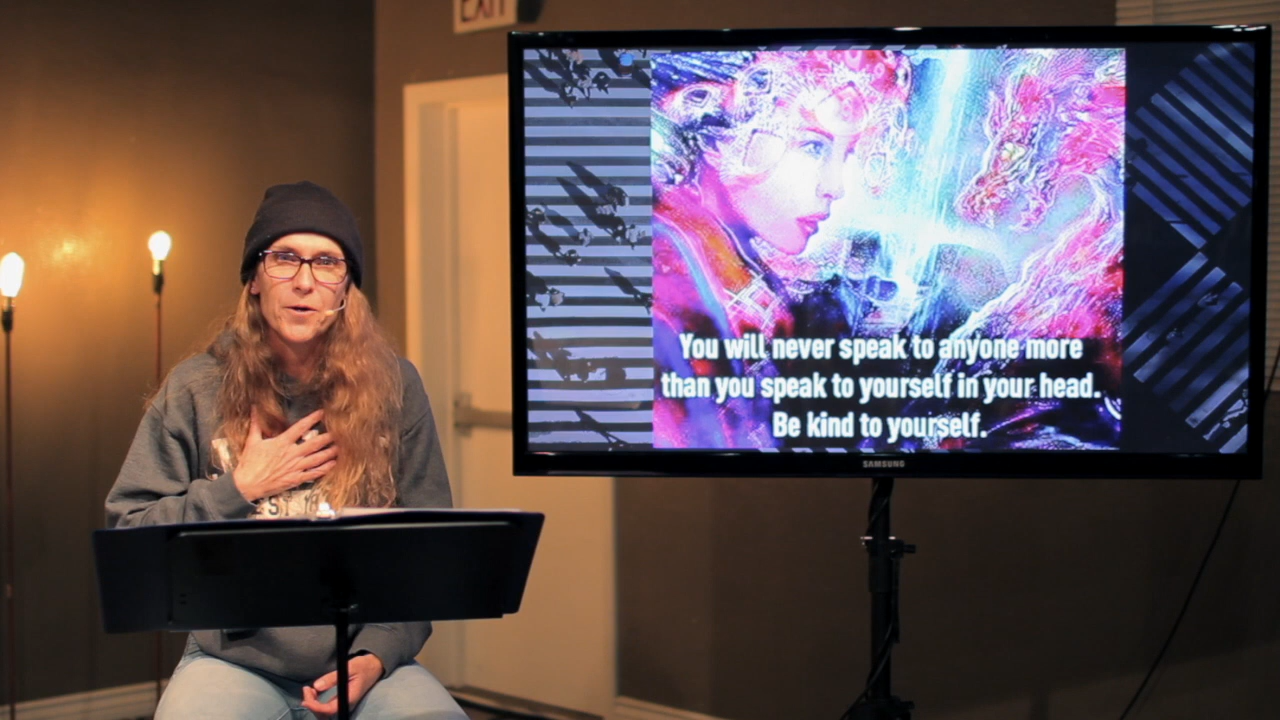 EXIT
You will never speak to anyone more
than you speak to yourself in your head.
Be kind to yourself.
SAMSUNG